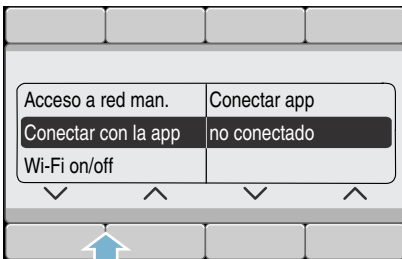 Acceso a red man. Conectar app
Conectar con la app no conectado
Wi-Fi on/off